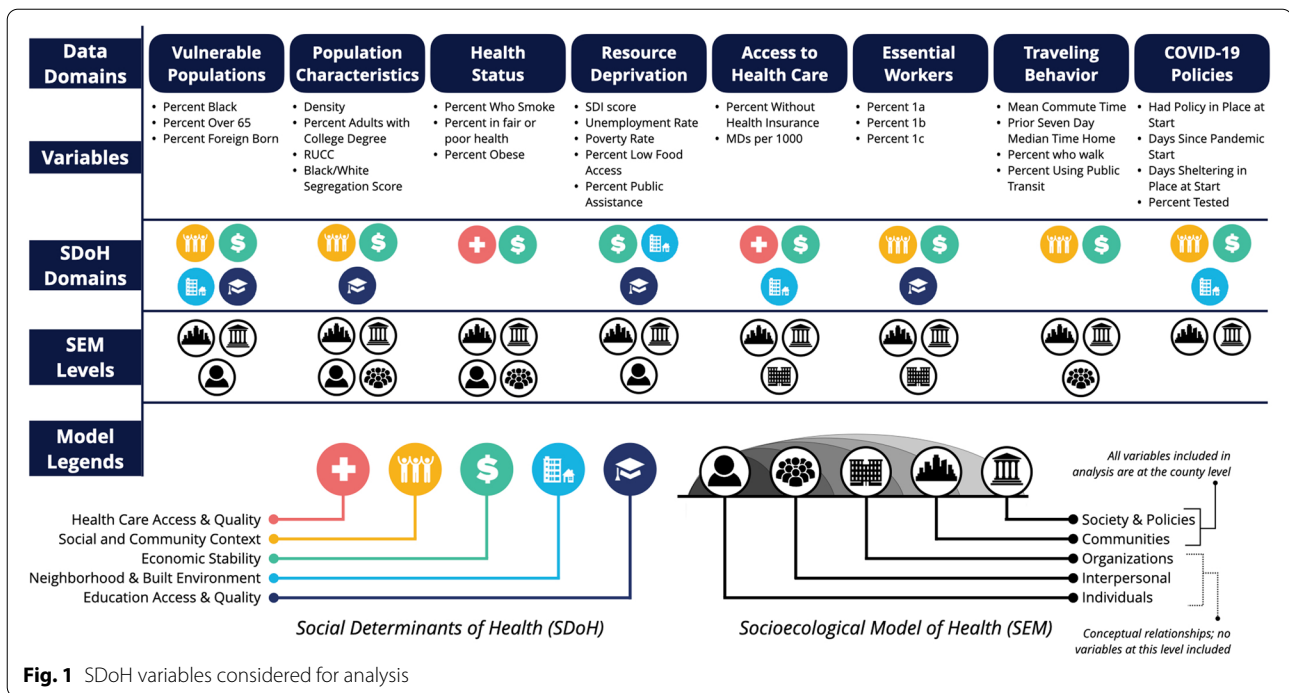 Data
Domains
Vulnerable
Populations
Population
Characteristics
Health
Status
Resource
Deprivation
Access to
Health Care
Essential
Workers
Traveling
Behavior
COVID-19
Policies
Variables
• Percent Black
• Percent Over 65
• Percent Foreign Born
• Density
• Percent Adults with
College Degree
• RUCC
• Black/White
Segregation Score
• Percent Who Smoke
• Percent in fair or
poor health
• Percent Obese
• SDI score
• Unemployment Rate
• Poverty Rate
• Percent Low Food
Access
• Percent Public
Assistance
• Percent Without
Health Insurance
• MDs per 1000
• Percent 1a
• Percent 1b
• Percent 1c
• Mean Commute Time
• Prior Seven Day
Median Time Home
• Percent who walk
• Percent Using Public
Transit
• Had Policy in Place at
Start
• Days Since Pandemic
Start
• Days Sheltering in
Place at Start
• Percent Tested
SDoH
Domains
SEM
Levels
Model
Legends
Health Care Access & Quality
Social and Community Context
Economic Stability
Neighborhood & Built Environment
Education Access & Quality
Social Determinants of Health (SDoH)
All variables included in
analysis are at the county
level
Society & Policies
Communities
Organizations
Interpersonal
Individuals
Socioecological Model of Health (SEM)
Conceptual relationships; no
variables at this level included
Fig. 1 SDoH variables considered for analysis